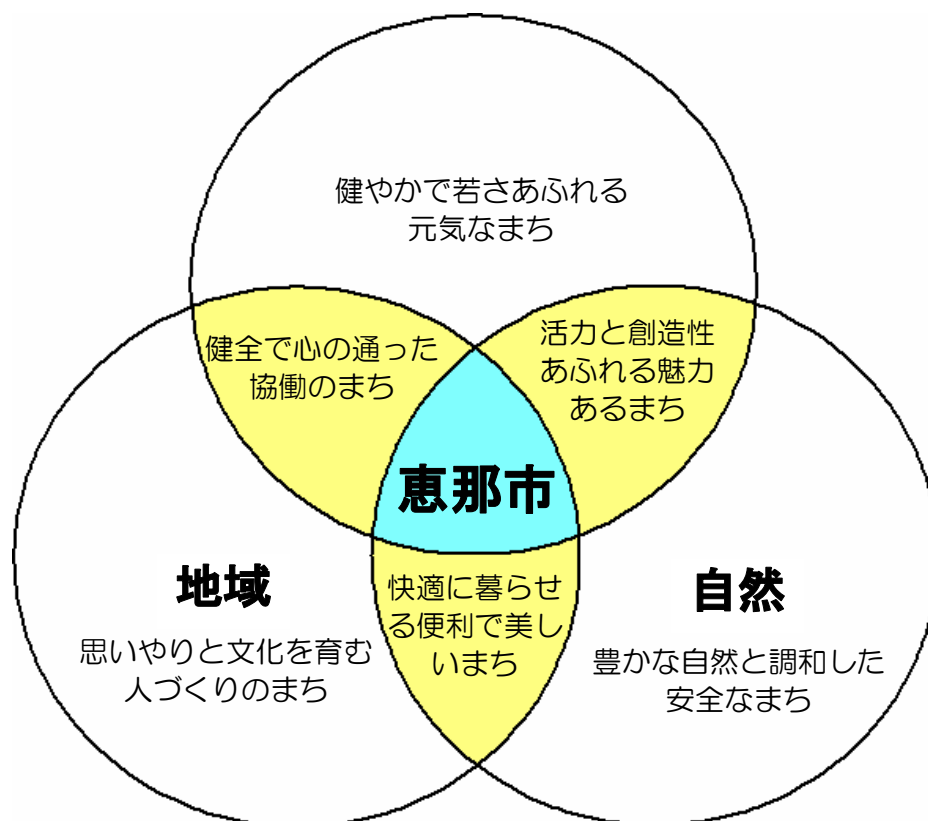 健やかで若さあふれる
元気なまち
健全で心の通った
協働のまち
活力と創造性
あふれる魅力
あるまち
恵那市
地域
思いやりと文化を育む
人づくりのまち
快適に暮らせ
る便利で美し
いまち
自然
豊かな自然と調和した
安全なまち